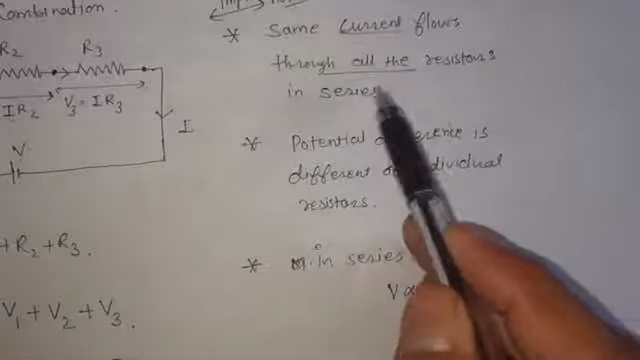 Combination.
R2 R3
IR2 V3 = IR3
I
V
+ R2 + R3.
V1 + V2 + V3.
* Same current flows
through all the resistors
in series
* Potential is
different individual
resistors.
* in series
V ∝